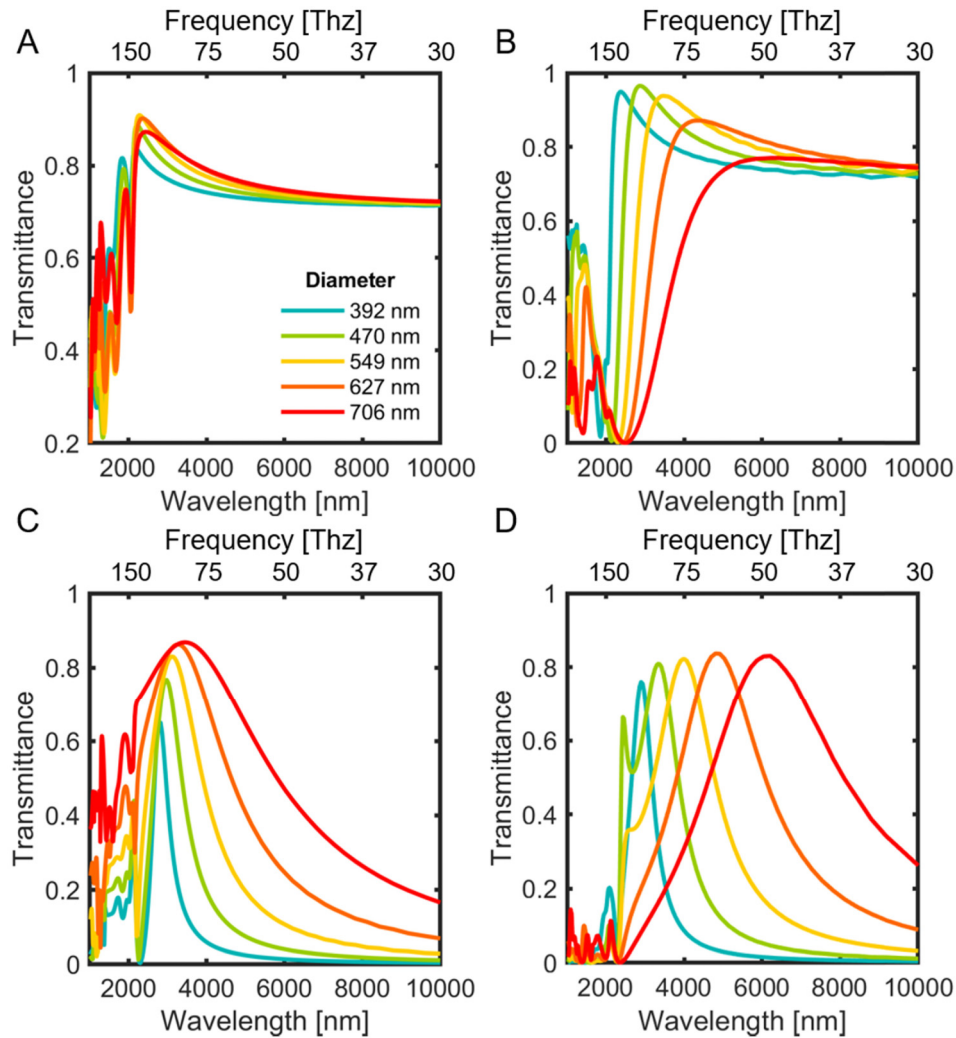 A
Frequency [Thz]
150 75 50 37 30
Transmittance
1
0.8
0.6
0.4
0.2
Diameter
392 nm
470 nm
549 nm
627 nm
706 nm
2000 4000 6000 8000 10000
Wavelength [nm]
B
Frequency [Thz]
150 75 50 37 30
Transmittance
1
0.8
0.6
0.4
0.2
0
2000 4000 6000 8000 10000
Wavelength [nm]
C
Frequency [Thz]
150 75 50 37 30
Transmittance
1
0.8
0.6
0.4
0.2
0
2000 4000 6000 8000 10000
Wavelength [nm]
D
Frequency [Thz]
150 75 50 37 30
Transmittance
1
0.8
0.6
0.4
0.2
0
2000 4000 6000 8000 10000
Wavelength [nm]